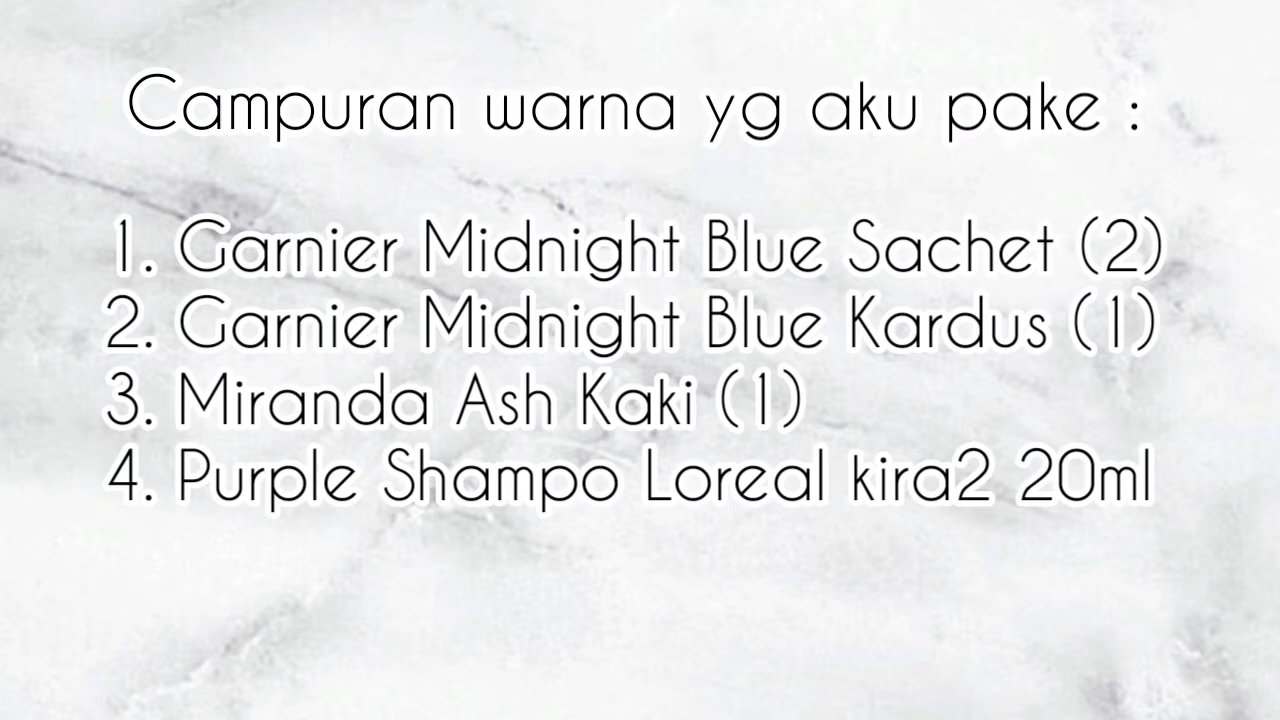 Campuran warna yg aku pake :
1. Garnier Midnight Blue Sachet (2)
2. Garnier Midnight Blue Kardus (1)
3. Miranda Ash Kaki (1)
4. Purple Shampo Loreal kira2 20ml